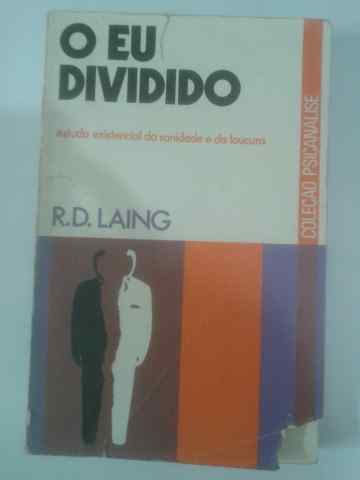 O EU
DIVIDIDO
estudo existencial da sanidade e da loucura
R.D. LAING
COLEÇÃO PSICANÁLISE